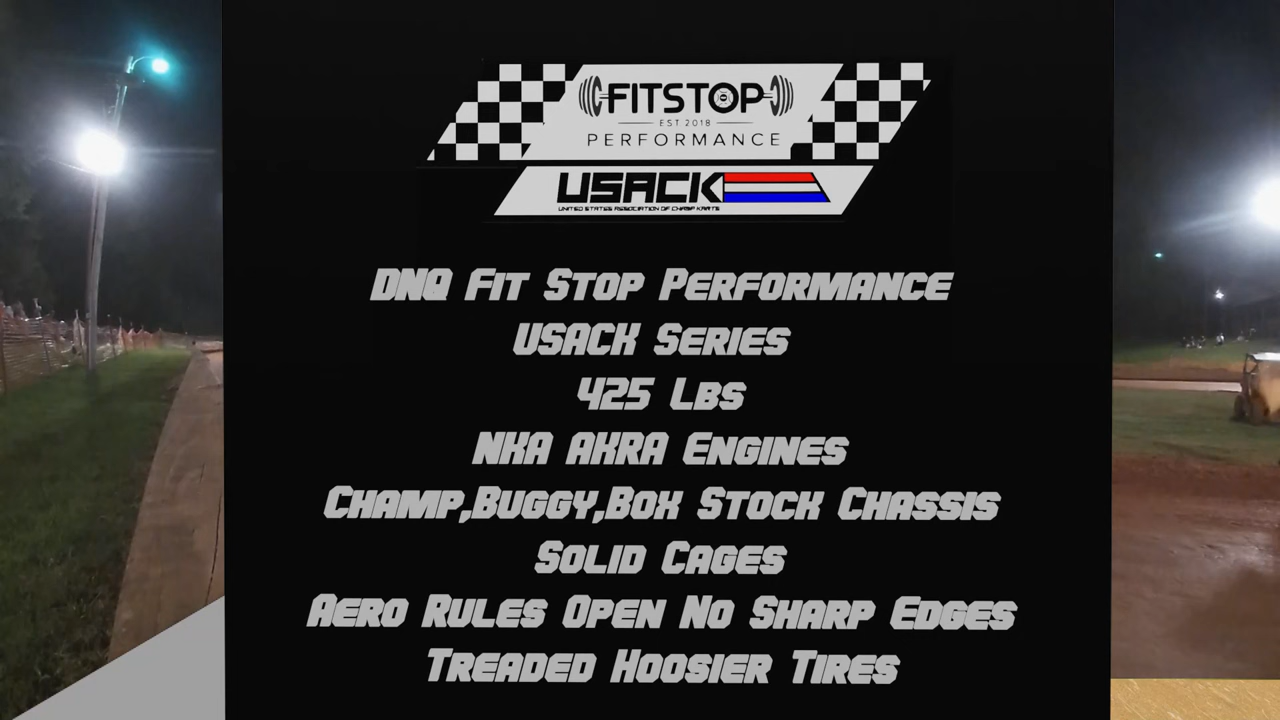 FITSTOP
EST 2018
PERFORMANCE
USACK
UNITED STATES ASSOCIATION OF CHAMP KARTS
DNQ Fit Stop Performance
USACK Series
425 Lbs
NKA AKRA Engines
Champ,Buggy,Box Stock Chassis
Solid Cages
Aero Rules Open No Sharp Edges
Treaded Hoosier Tires